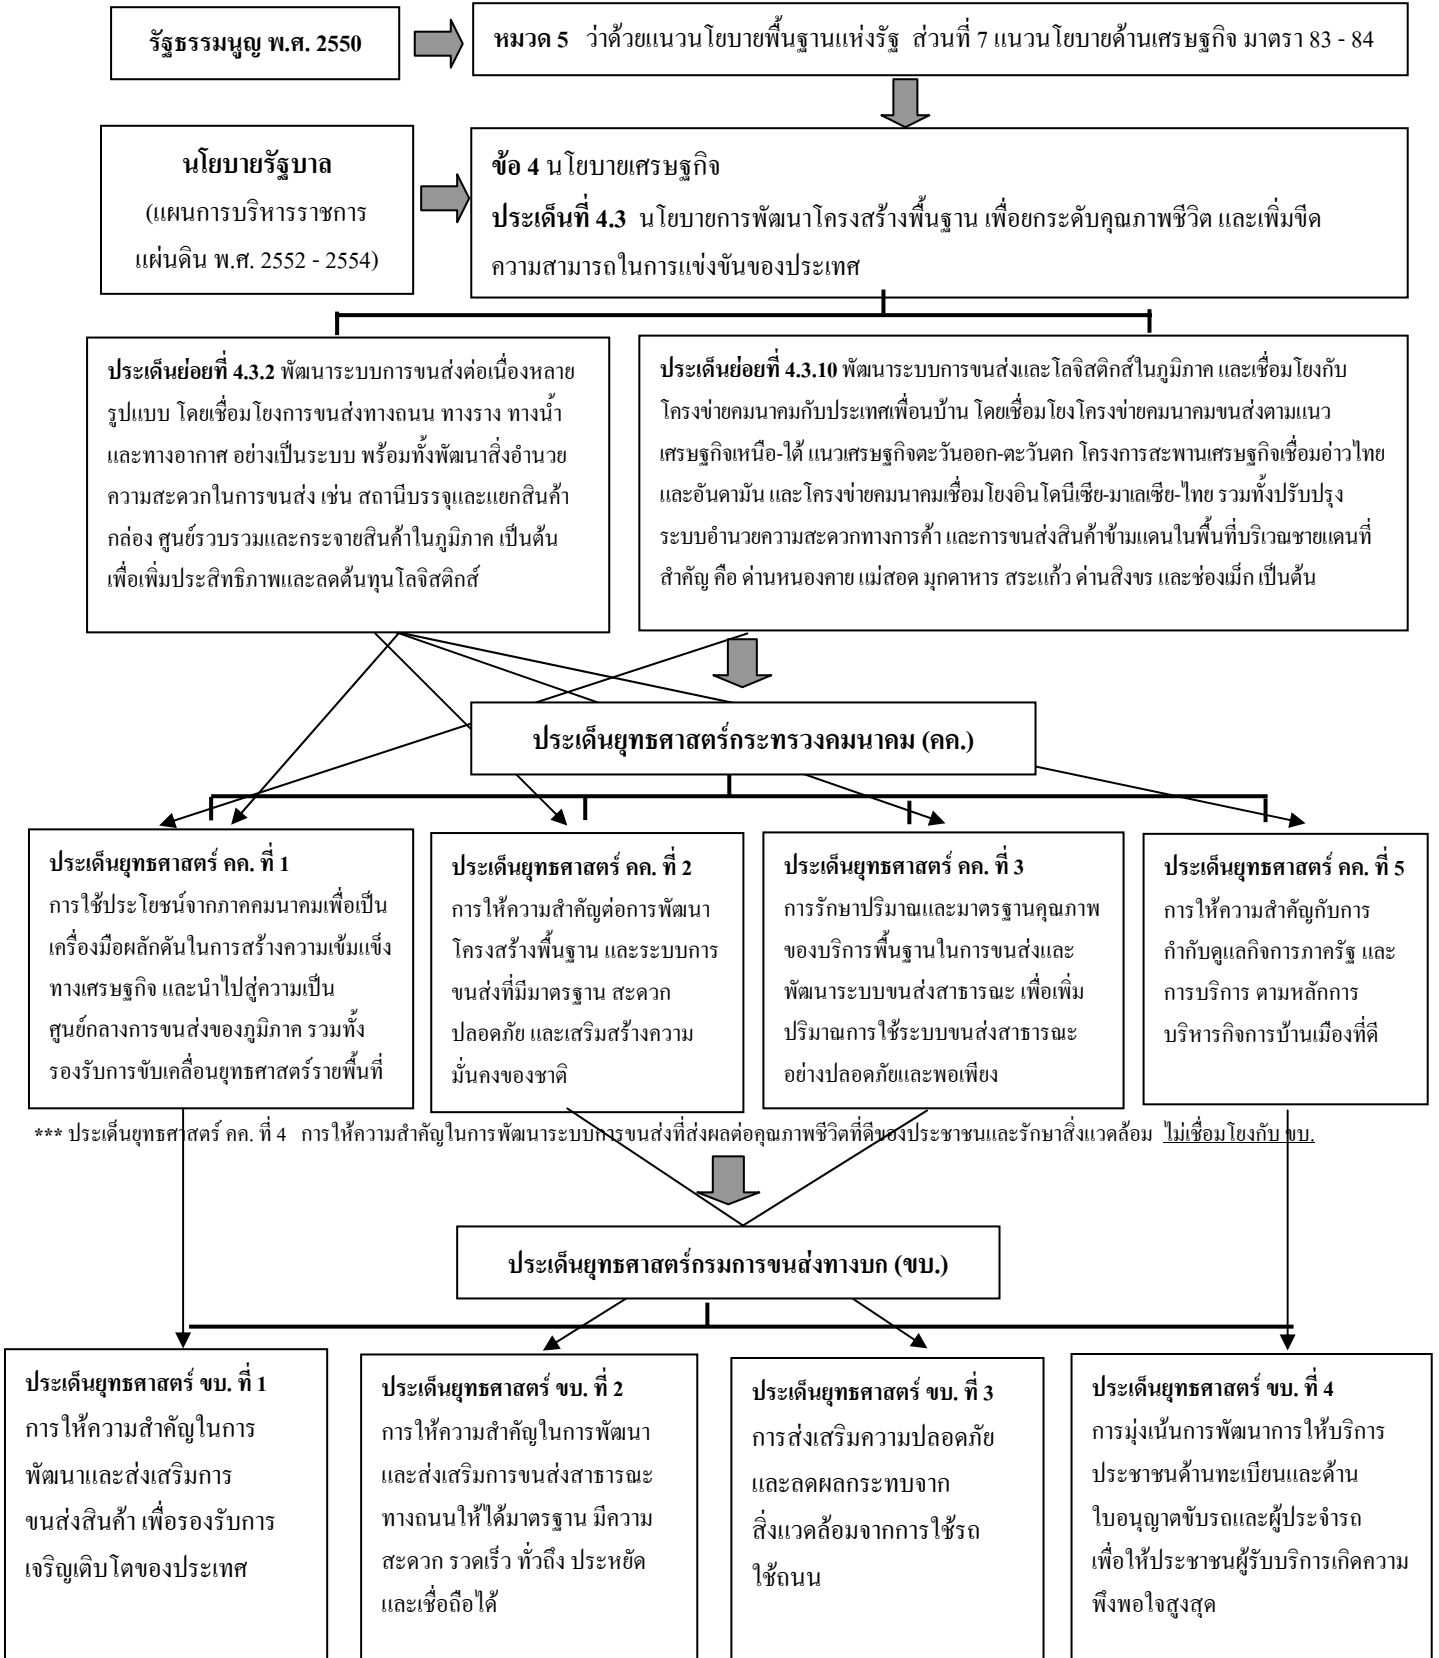 รัฐธรรมนูญ พ.ศ. 2550
หมวด 5 ว่าด้วยแนวนโยบายพื้นฐานแห่งรัฐ ส่วนที่ 7 แนวนโยบายด้านเศรษฐกิจ มาตรา 83 - 84
นโยบายรัฐบาล
(แผนการบริหารราชการ
แผ่นดิน พ.ศ. 2552 - 2554)
ข้อ 4 นโยบายเศรษฐกิจ
ประเด็นที่ 4.3 นโยบายการพัฒนาโครงสร้างพื้นฐาน เพื่อยกระดับคุณภาพชีวิต และเพิ่มขีด
ความสามารถในการแข่งขันของประเทศ
ประเด็นย่อยที่ 4.3.2 พัฒนาระบบการขนส่งต่อเนื่องหลาย
รูปแบบ โดยเชื่อมโยงการขนส่งทางถนน ทางราง ทางน้ำ
และทางอากาศ อย่างเป็นระบบ พร้อมทั้งพัฒนาสิ่งอำนวย
ความสะดวกในการขนส่ง เช่น สถานีบรรจุและแยกสินค้า
กล่อง ศูนย์รวบรวมและกระจายสินค้าในภูมิภาค เป็นต้น
เพื่อเพิ่มประสิทธิภาพและลดต้นทุนโลจิสติกส์
ประเด็นย่อยที่ 4.3.10 พัฒนาระบบการขนส่งและโลจิสติกส์ในภูมิภาค และเชื่อมโยงกับ
โครงข่ายคมนาคมกับประเทศเพื่อนบ้าน โดยเชื่อมโยงโครงข่ายคมนาคมขนส่งตามแนว
เศรษฐกิจเหนือ-ใต้ แนวเศรษฐกิจตะวันออก-ตะวันตก โครงการสะพานเศรษฐกิจเชื่อมอ่าวไทย
และอันดามัน และโครงข่ายคมนาคมเชื่อมโยงอินโดนีเซีย-มาเลเซีย-ไทย รวมทั้งปรับปรุง
ระบบอำนวยความสะดวกทางการค้า และการขนส่งสินค้าข้ามแดนในพื้นที่บริเวณชายแดนที่
สำคัญ คือ ด่านหนองคาย แม่สอด มุกดาหาร สระแก้ว ด่านสิงขร และช่องเม็ก เป็นต้น
ประเด็นยุทธศาสตร์กระทรวงคมนาคม (คค.)
ประเด็นยุทธศาสตร์ คค. ที่ 1
การใช้ประโยชน์จากภาคคมนาคมเพื่อเป็น
เครื่องมือผลักดันในการสร้างความเข้มแข็ง
ทางเศรษฐกิจ และนำไปสู่ความเป็น
ศูนย์กลางการขนส่งของภูมิภาค รวมทั้ง
รองรับการขับเคลื่อนยุทธศาสตร์รายพื้นที่
ประเด็นยุทธศาสตร์ คค. ที่ 2
การให้ความสำคัญต่อการพัฒนา
โครงสร้างพื้นฐาน และระบบการ
ขนส่งที่มีมาตรฐาน สะดวก
ปลอดภัย และเสริมสร้างความ
มั่นคงของชาติ
ประเด็นยุทธศาสตร์ คค. ที่ 3
การรักษาปริมาณและมาตรฐานคุณภาพ
ของบริการพื้นฐานในการขนส่งและ
พัฒนาระบบขนส่งสาธารณะ เพื่อเพิ่ม
ปริมาณการใช้ระบบขนส่งสาธารณะ
อย่างปลอดภัยและพอเพียง
ประเด็นยุทธศาสตร์ คค. ที่ 5
การให้ความสำคัญกับการ
กำกับดูแลกิจการภาครัฐ และ
การบริการ ตามหลักการ
บริหารกิจการบ้านเมืองที่ดี
*** ประเด็นยุทธศาสตร์ คค. ที่ 4 การให้ความสำคัญในการพัฒนาระบบการขนส่งที่ส่งผลต่อคุณภาพชีวิตที่ดีของประชาชนและรักษาสิ่งแวดล้อม ไม่เชื่อมโยงกับ ขบ.
ประเด็นยุทธศาสตร์กรมการขนส่งทางบก (ขบ.)
ประเด็นยุทธศาสตร์ ขบ. ที่ 1
การให้ความสำคัญในการ
พัฒนาและส่งเสริมการ
ขนส่งสินค้า เพื่อรองรับการ
เจริญเติบโตของประเทศ
ประเด็นยุทธศาสตร์ ขบ. ที่ 2
การให้ความสำคัญในการพัฒนา
และส่งเสริมการขนส่งสาธารณะ
ทางถนนให้ได้มาตรฐาน มีความ
สะดวก รวดเร็ว ทั่วถึง ประหยัด
และเชื่อถือได้
ประเด็นยุทธศาสตร์ ขบ. ที่ 3
การส่งเสริมความปลอดภัย
และลดผลกระทบจาก
สิ่งแวดล้อมจากการใช้รถ
ใช้ถนน
ประเด็นยุทธศาสตร์ ขบ. ที่ 4
การมุ่งเน้นการพัฒนาการให้บริการ
ประชาชนด้านทะเบียนและด้าน
ใบอนุญาตขับรถและผู้ประจำรถ
เพื่อให้ประชาชนผู้รับบริการเกิดความ
พึงพอใจสูงสุด